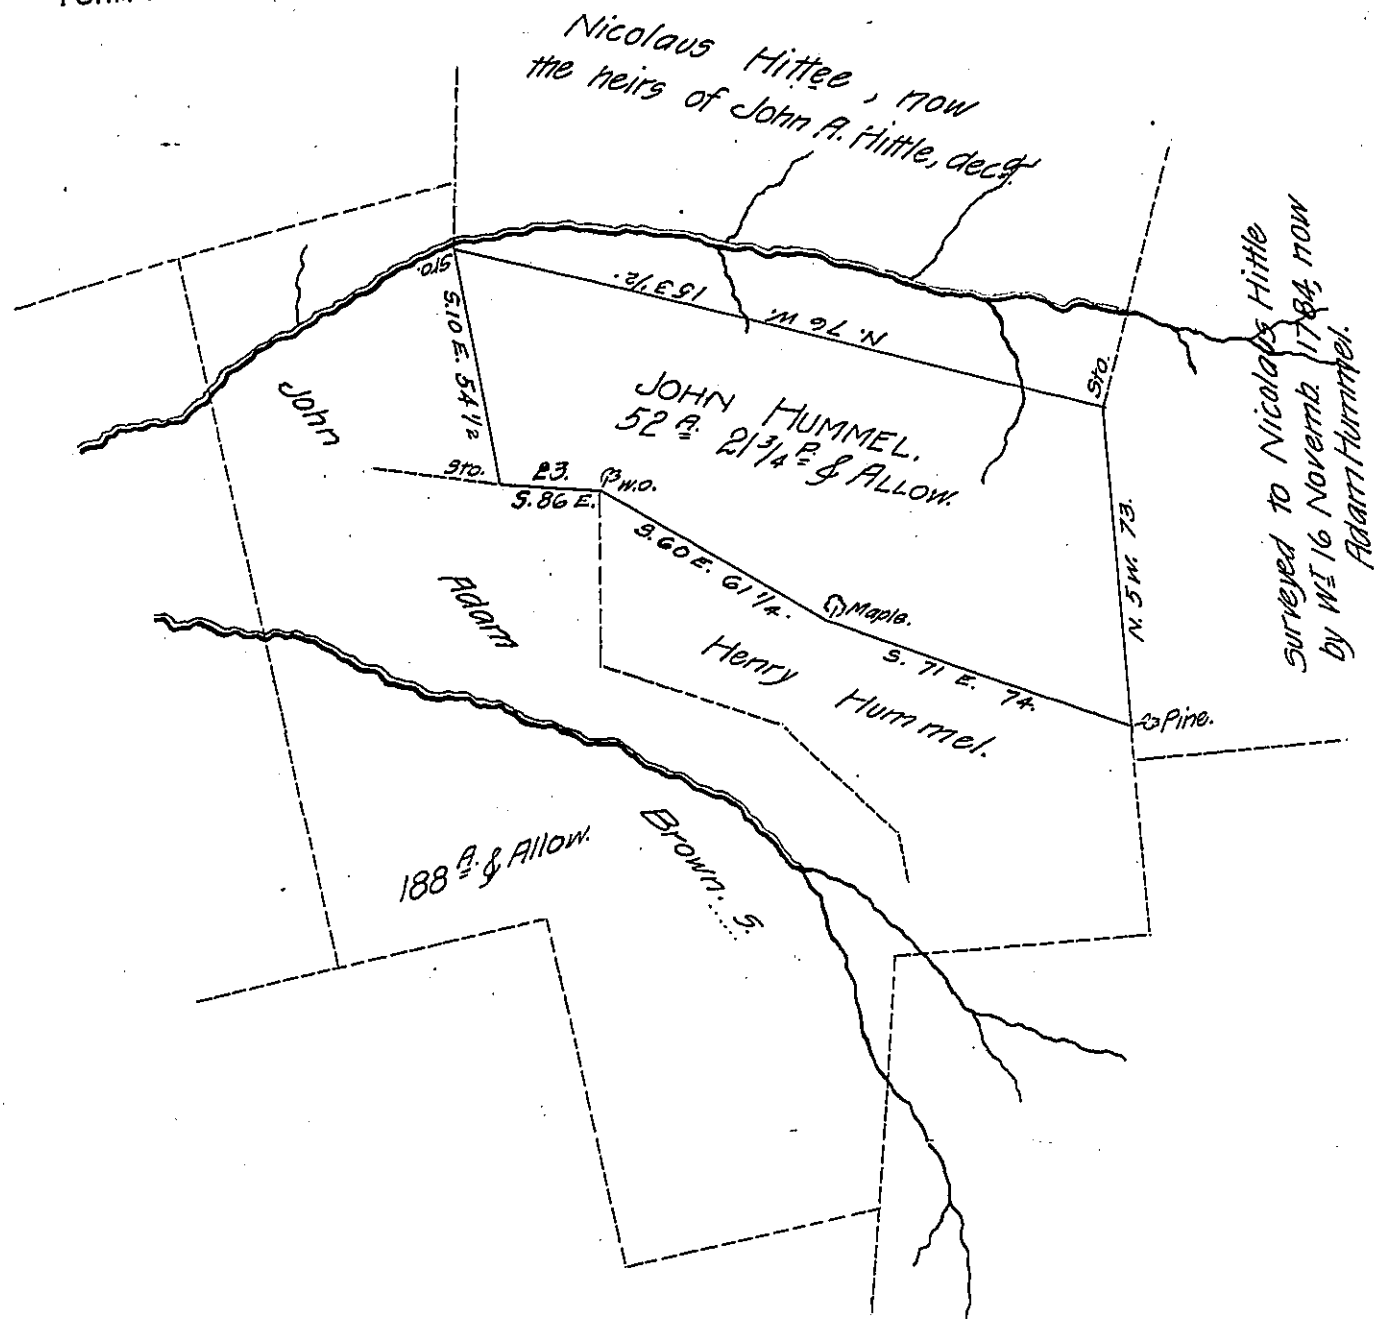 Nicolaus Hittee, now
the heirs of John A. Hittle, decd.
Sto.
153 1/2.
N. 76 W.
S. 10 E. 54 1/2
John
JOHN HUMMEL.
52 A. 21 3/4 P. & ALLOW.
Sto.
Surveyed to Nicolaus Hittle
by Wt 16 Novemb. 1784, now
Adam Hummel.
Sto.
23.
W.O.
S. 86 E.
S. 60 E. 61 1/4.
N. 5 W. 73.
Adam
Maple.
Henry Hummel.
S. 71 E. 74.
Pine.
188 A. & Allow.
Brown. S.